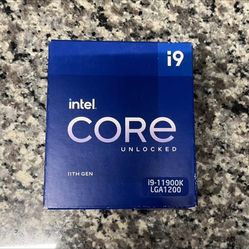 i9
intel
CORE
UNLOCKED
11TH GEN
i9-11900K
LGA1200